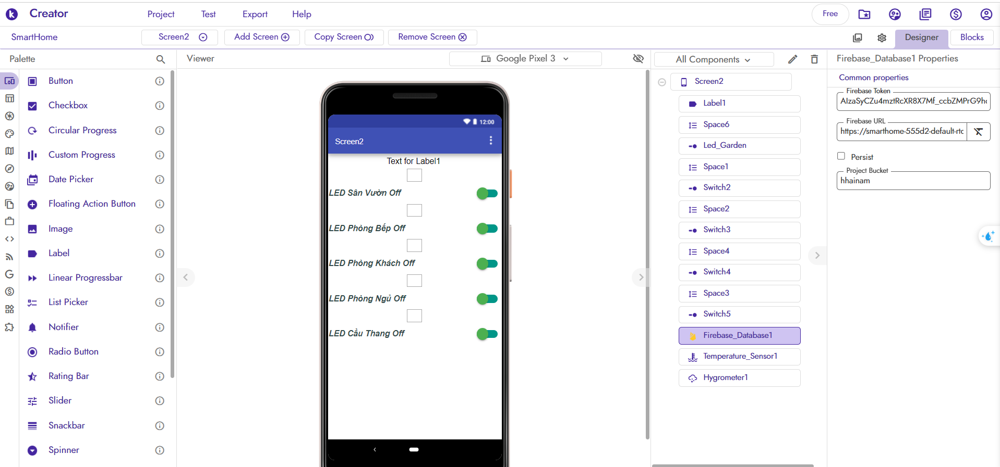 Creator
Project
Test
Export
Help
Free
SmartHome
Screen2
Add Screen
Copy Screen
Remove Screen
Designer
Blocks
Palette
Viewer
Google Pixel 3
All Components
Firebase_Database1 Properties
Button
Checkbox
Circular Progress
Custom Progress
Date Picker
Floating Action Button
Image
Label
Linear Progressbar
List Picker
Notifier
Radio Button
Rating Bar
Slider
Snackbar
Spinner
12:00
Screen2
Text for Label1
LED Sân Vườn Off
LED Phòng Bếp Off
LED Phòng Khách Off
LED Phòng Ngủ Off
LED Cầu Thang Off
Screen2
Label1
Space6
Led_Garden
Space1
Switch2
Space2
Switch3
Space4
Switch4
Space3
Switch5
Firebase_Database1
Temperature_Sensor1
Hygrometer1
Common properties
Firebase Token
AIzaSyCZu4mztRcXR8X7Mf_ccbZMPrG9h
Firebase URL
https://smarthome-555d2-default-rtc
Persist
Project Bucket
hhainam